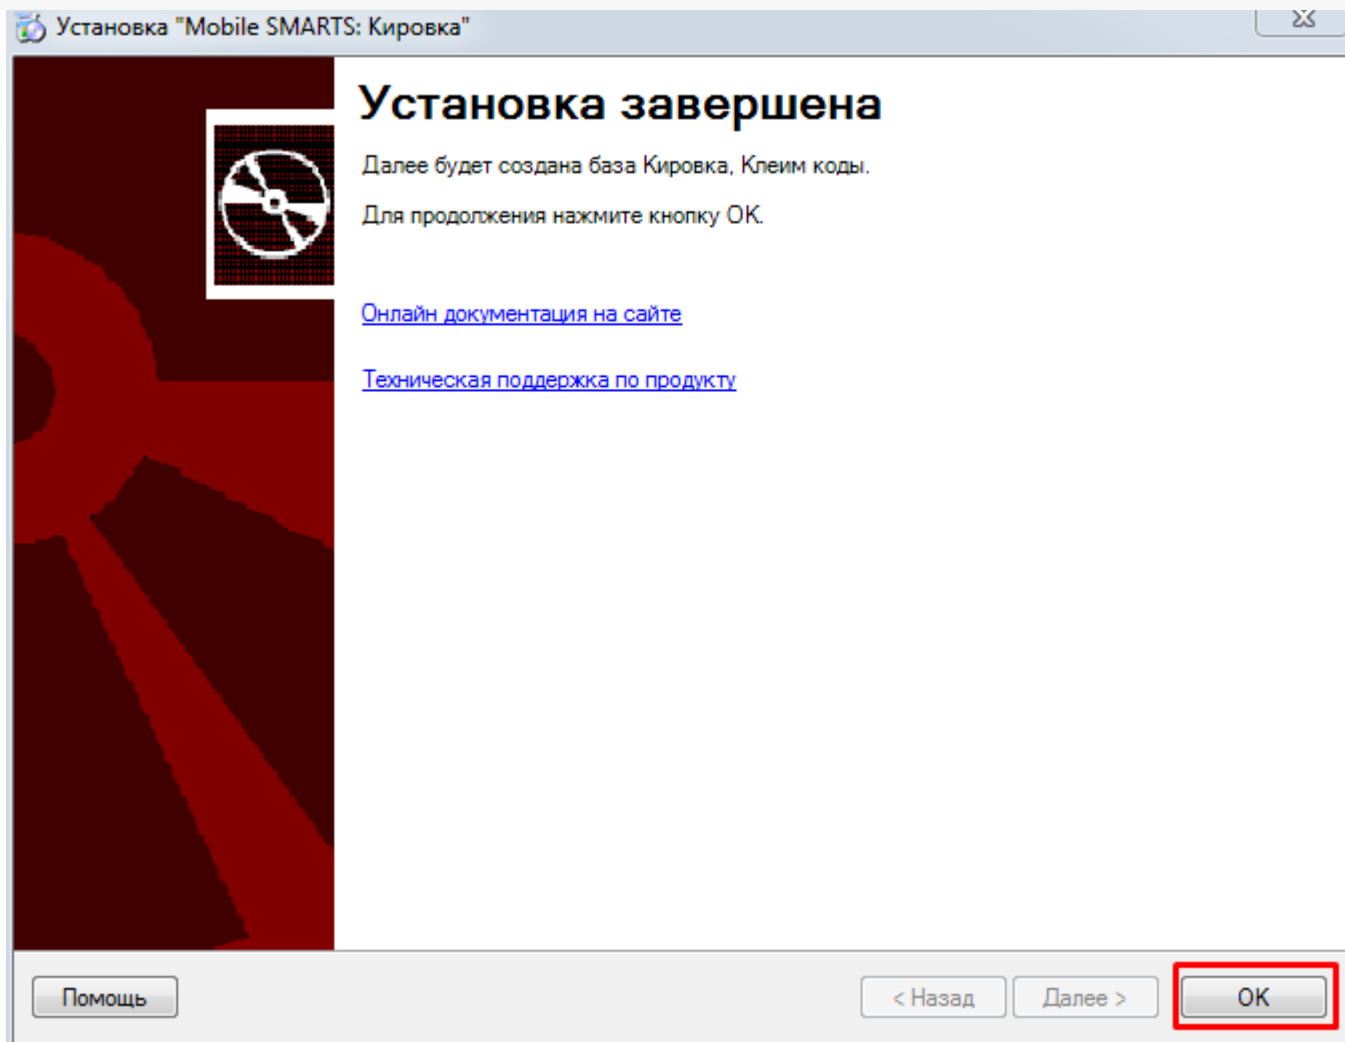 Установка "Mobile SMARTS: Кировка"
Установка завершена
Далее будет создана база Кировка, Клеим коды.
Для продолжения нажмите кнопку ОК.
Онлайн документация на сайте
Техническая поддержка по продукту
Помощь
< Назад
Далее >
ОК